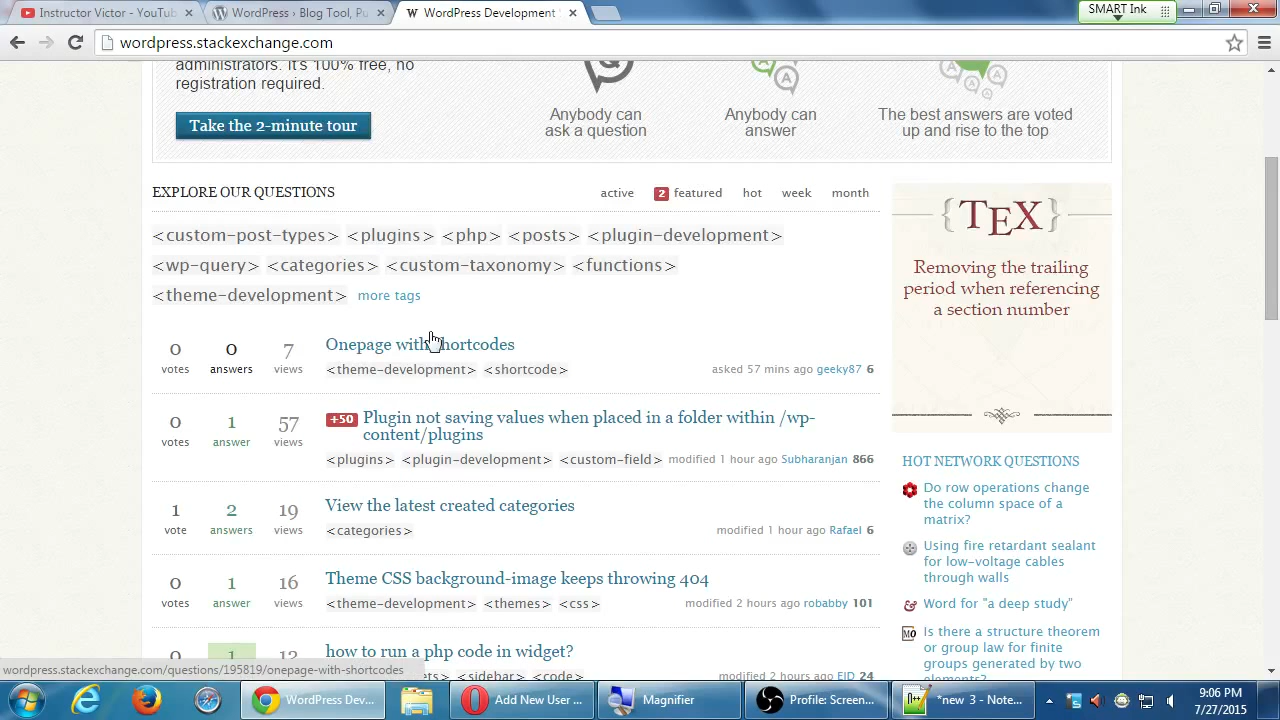 Instructor Victor - YouTub
WordPress › Blog Tool, Pu
WordPress Development
SMART Ink
wordpress.stackexchange.com
administrators. It's 100% free, no
registration required.
Take the 2-minute tour
Anybody can
ask a question
Anybody can
answer
The best answers are voted
up and rise to the top
EXPLORE OUR QUESTIONS
active 2 featured hot week month
<custom-post-types> <plugins> <php> <posts> <plugin-development>
<wp-query> <categories> <custom-taxonomy> <functions>
<theme-development> more tags
0 votes
0 answers
7 views
Onepage with shortcodes
<theme-development> <shortcode>
asked 57 mins ago geeky87 6
0 votes
1 answer
57 views
+50 Plugin not saving values when placed in a folder within /wp-
content/plugins
<plugins> <plugin-development> <custom-field> modified 1 hour ago Subharanjan 866
1 vote
2 answers
19 views
View the latest created categories
<categories>
modified 1 hour ago Rafael 6
0 votes
1 answer
16 views
Theme CSS background-image keeps throwing 404
<theme-development> <themes> <css>
modified 2 hours ago robabby 101
how to run a php code in widget?
<sidebar> <code>
modified 2 hours ago EID 24
{TEX}
Removing the trailing
period when referencing
a section number
HOT NETWORK QUESTIONS
Do row operations change
the column space of a
matrix?
Using fire retardant sealant
for low-voltage cables
through walls
Word for "a deep study"
MO
Is there a structure theorem
or group law for finite
groups generated by two
elements?
wordpress.stackexchange.com/questions/195819/onepage-with-shortcodes
WordPress Dev...
Add New User ...
Magnifier
Profile: Screen...
*new 3 - Note...
9:06 PM
7/27/2015